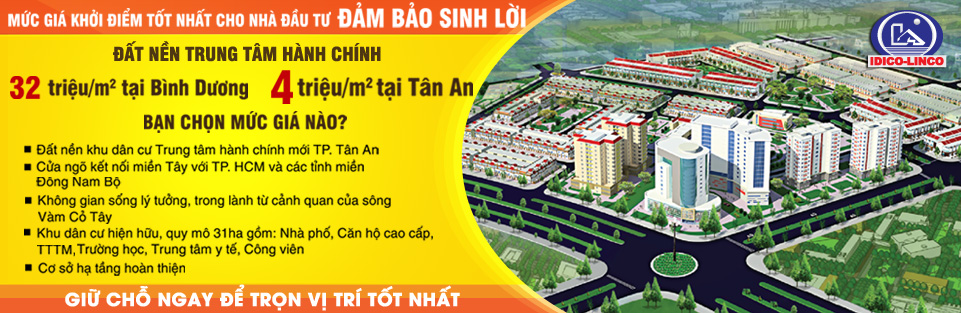 MỨC GIÁ KHỞI ĐIỂM TỐT NHẤT CHO NHÀ ĐẦU TƯ ĐẢM BẢO SINH LỜI
IDICO-LINCO
ĐẤT NỀN TRUNG TÂM HÀNH CHÍNH
32 triệu/m² tại Bình Dương 4 triệu/m² tại Tân An
BẠN CHỌN MỨC GIÁ NÀO?
■ Đất nền khu dân cư Trung tâm hành chính mới TP. Tân An
■ Cửa ngõ kết nối miền Tây với TP. HCM và các tỉnh miền
Đông Nam Bộ
■ Không gian sống lý tưởng, trong lành từ cảnh quan của sông
Vàm Cỏ Tây
■ Khu dân cư hiện hữu, quy mô 31ha gồm: Nhà phố, Căn hộ cao cấp,
TTTM,Trường học, Trung tâm y tế, Công viên
■ Cơ sở hạ tầng hoàn thiện
GIỮ CHỖ NGAY ĐỂ TRỌN VỊ TRÍ TỐT NHẤT